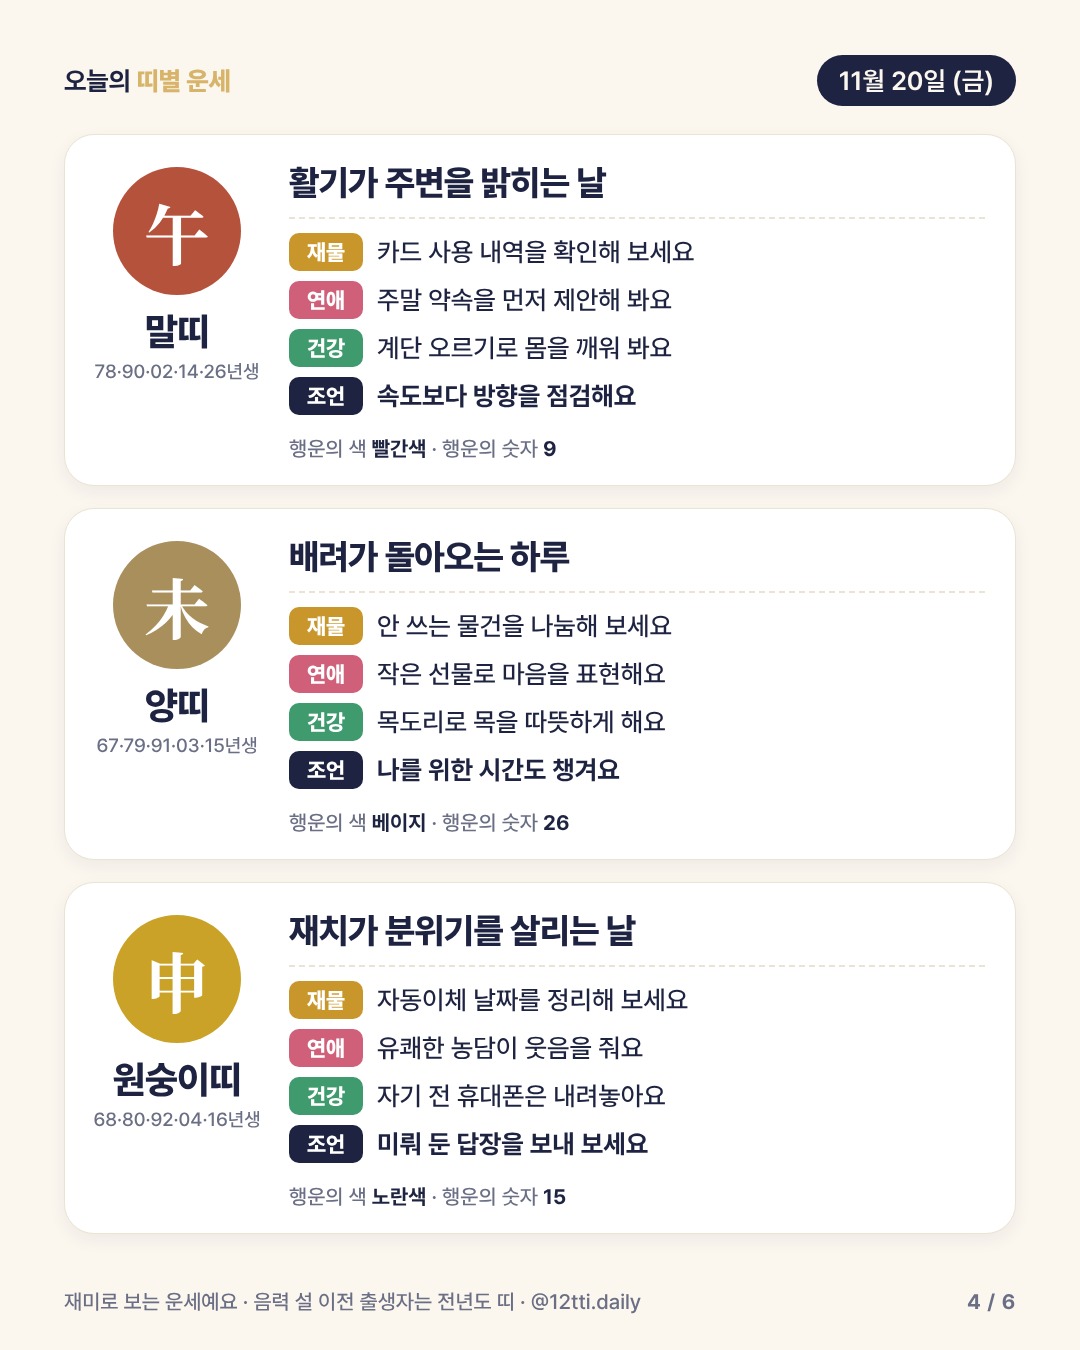 오늘의 띠별 운세
11월 20일 (금)
午
말띠
78·90·02·14·26년생
활기가 주변을 밝히는 날
재물 카드 사용 내역을 확인해 보세요
연애 주말 약속을 먼저 제안해 봐요
건강 계단 오르기로 몸을 깨워 봐요
조언 속도보다 방향을 점검해요
행운의 색 빨간색 · 행운의 숫자 9
未
양띠
67·79·91·03·15년생
배려가 돌아오는 하루
재물 안 쓰는 물건을 나눔해 보세요
연애 작은 선물로 마음을 표현해요
건강 목도리로 목을 따뜻하게 해요
조언 나를 위한 시간도 챙겨요
행운의 색 베이지 · 행운의 숫자 26
申
원숭이띠
68·80·92·04·16년생
재치가 분위기를 살리는 날
재물 자동이체 날짜를 정리해 보세요
연애 유쾌한 농담이 웃음을 줘요
건강 자기 전 휴대폰은 내려놓아요
조언 미뤄 둔 답장을 보내 보세요
행운의 색 노란색 · 행운의 숫자 15
재미로 보는 운세예요 · 음력 설 이전 출생자는 전년도 띠 · @12tti.daily
4 / 6